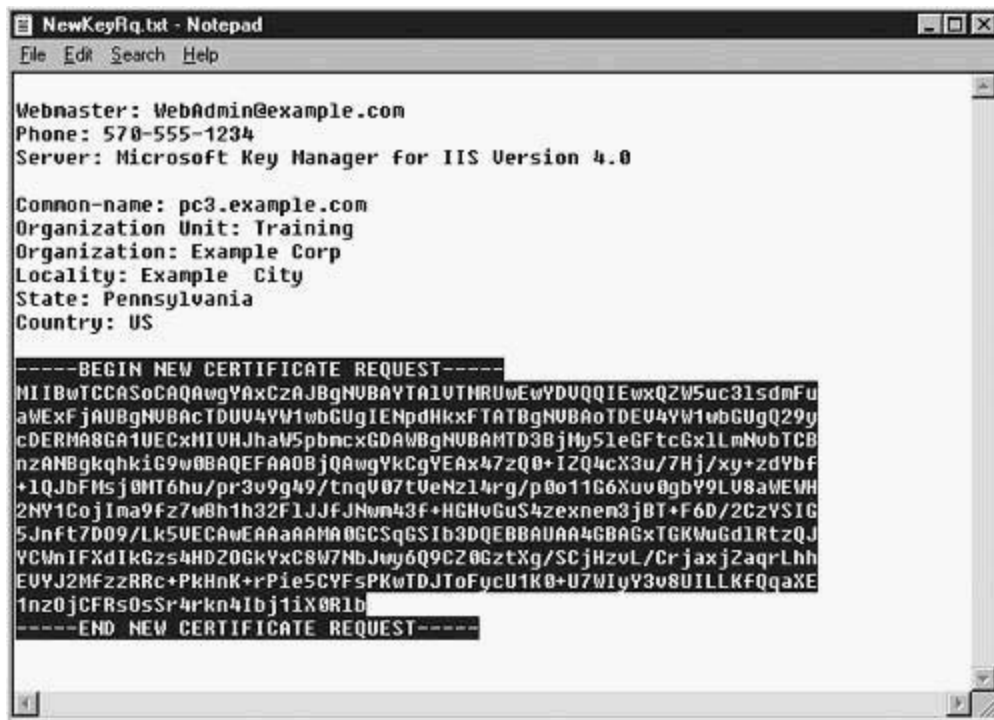 NewKeyRq.txt - Notepad
File Edit Search Help
Webmaster: WebAdmin@example.com
Phone: 570-555-1234
Server: Microsoft Key Manager for IIS Version 4.0
Common-name: pc3.example.com
Organization Unit: Training
Organization: Example Corp
Locality: Example  City
State: Pennsylvania
Country: US
-----BEGIN NEW CERTIFICATE REQUEST-----
MIIBwTCCASoCAQAwgYAxCzAJBgNVBAYTAlVTMRUwEwYDVQQIEwxQZW5uc3lsdmFu
aWExFjAUBgNVBAcTDUV4YW1wbGUgIENpdHkxFTATBgNVBAoTDEV4YW1wbGUgQ29y
cDERMA8GA1UECxMIVHJhaW5pbmcxGDAWBgNVBAMTD3BjMy5leGFtcGxlLmNvbTCB
nzANBgkqhkiG9w0BAQEFAAOBjQAwgYkCgYEAx47zQ0+IZQ4cX3u/7Hj/xy+zdYbf
+lQJbFMsj0MT6hu/pr3v9g49/tnqV07tVeNzl4rg/p0o11G6Xuv0gbY9LV8aWEWH
2NY1CojIma9fz7wBh1h32FlJJfJNwm43f+HGHvGuS4zexnem3jBT+F6D/2CzYSIG
5Jnft7DO9/Lk5VECAwEAAaAAMA0GCSqGSIb3DQEBBAUAA4GBAGxTGKWuGdlRtzQJ
YCWnIFXdIkGzs4HDZOGkYxC8W7NbJwy6Q9CZ0GztXg/SCjHzvL/CrjaxjZaqrLhh
EVYJ2MfzzRRc+PkHnK+rPie5CYFsPKwTDJToFycU1K0+U7WIyY3v8UILLKfQqaXE
1nzOjCFRsOsSr4rkn4Ibj1iX0Rlb
-----END NEW CERTIFICATE REQUEST-----